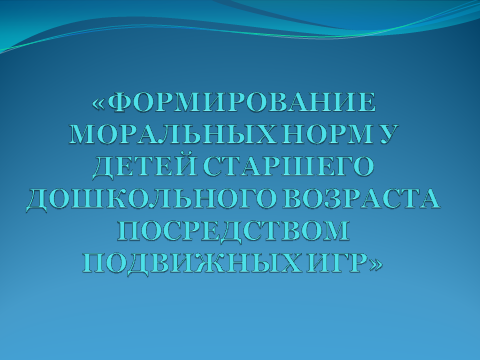 «ФОРМИРОВАНИЕ
МОРАЛЬНЫХ НОРМ У
ДЕТЕЙ СТАРШЕГО
ДОШКОЛЬНОГО ВОЗРАСТА
ПОСРЕДСТВОМ
ПОДВИЖНЫХ ИГР»